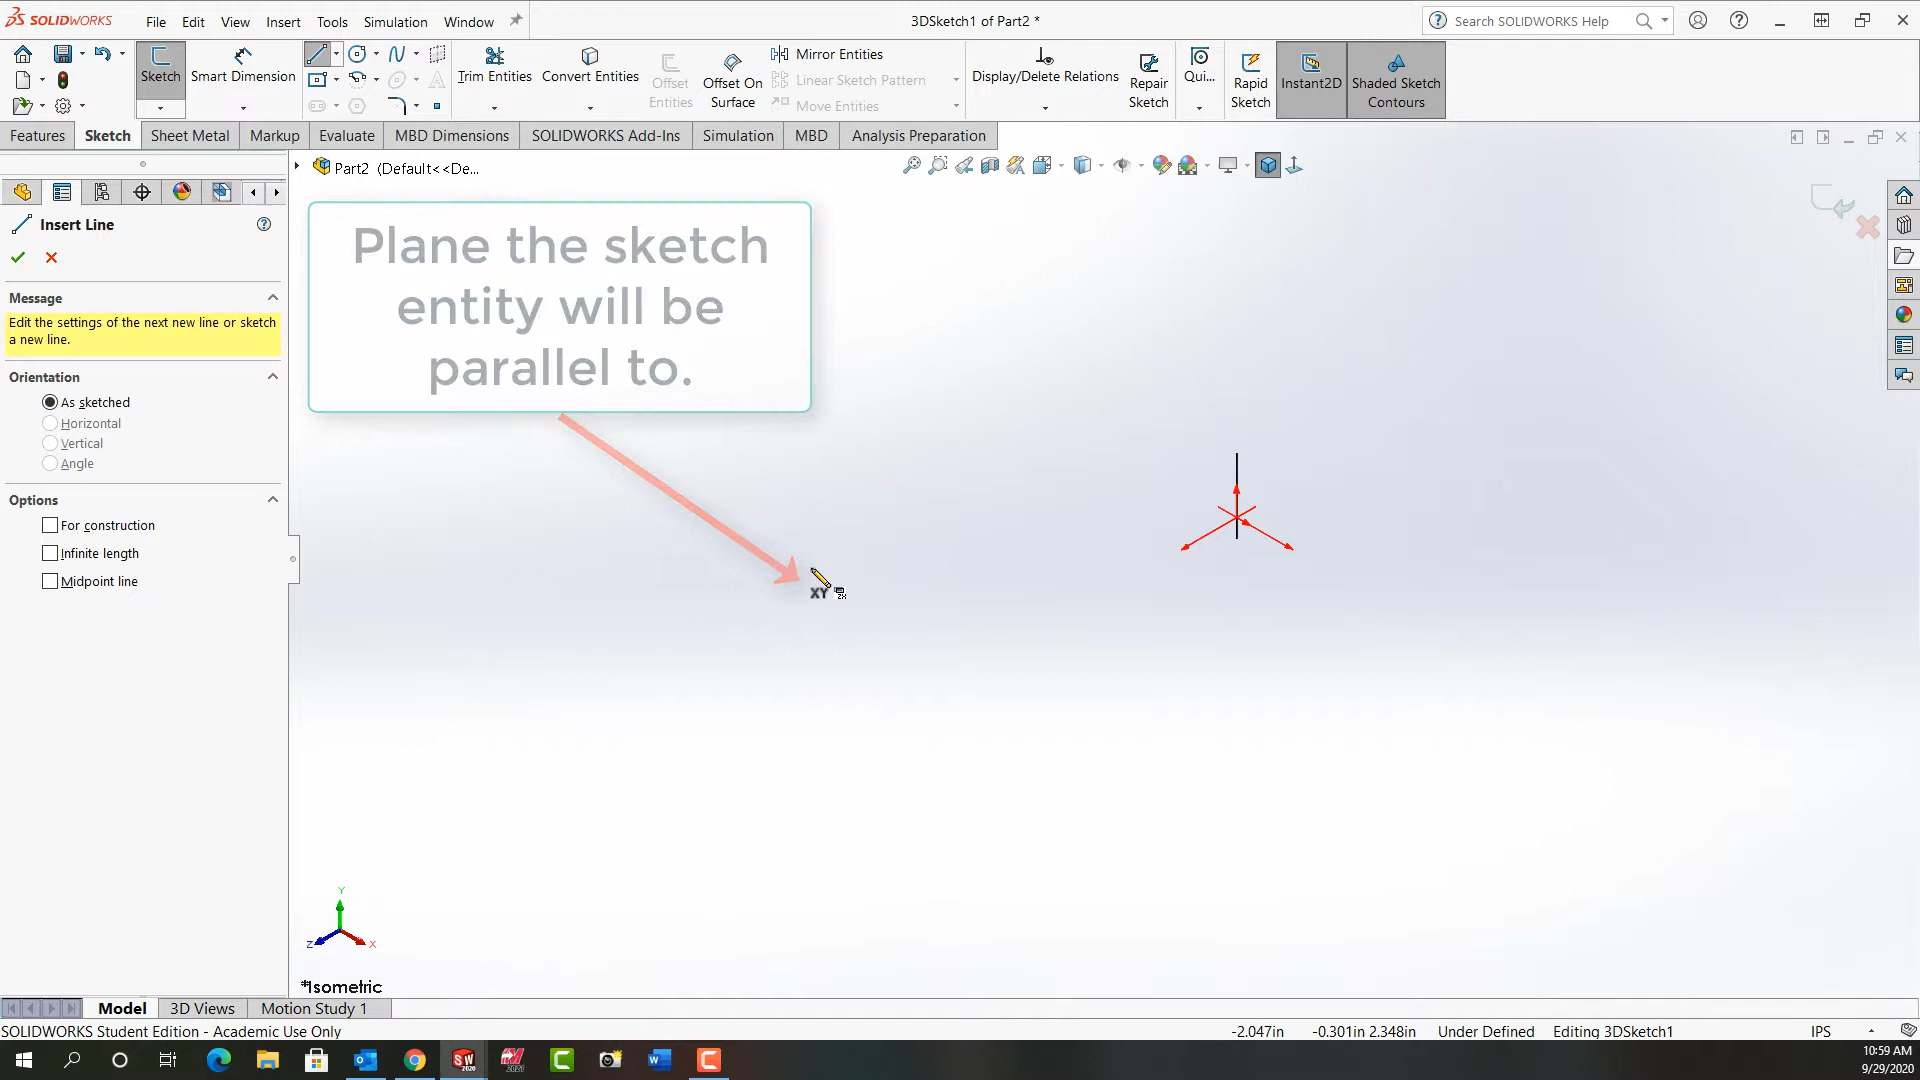 SOLIDWORKS
File Edit View Insert Tools Simulation Window
3DSketch1 of Part2 *
Search SOLIDWORKS Help
Sketch
Smart Dimension
Trim Entities
Convert Entities
Offset
Entities
Offset On
Surface
Mirror Entities
Linear Sketch Pattern
Move Entities
Display/Delete Relations
Repair
Sketch
Qui...
Rapid
Sketch
Instant2D
Shaded Sketch
Contours
Features Sketch Sheet Metal Markup Evaluate MBD Dimensions SOLIDWORKS Add-Ins Simulation MBD Analysis Preparation
Part2 (Default<<De...
Insert Line
Message
Edit the settings of the next new line or sketch
a new line.
Orientation
As sketched
Horizontal
Vertical
Angle
Options
For construction
Infinite length
Midpoint line
Plane the sketch
entity will be
parallel to.
XY
ZX
Y
Z
X
*Isometric
Model 3D Views Motion Study 1
SOLIDWORKS Student Edition - Academic Use Only
-2.047in -0.301in 2.348in Under Defined Editing 3DSketch1 IPS
10:59 AM
9/29/2020